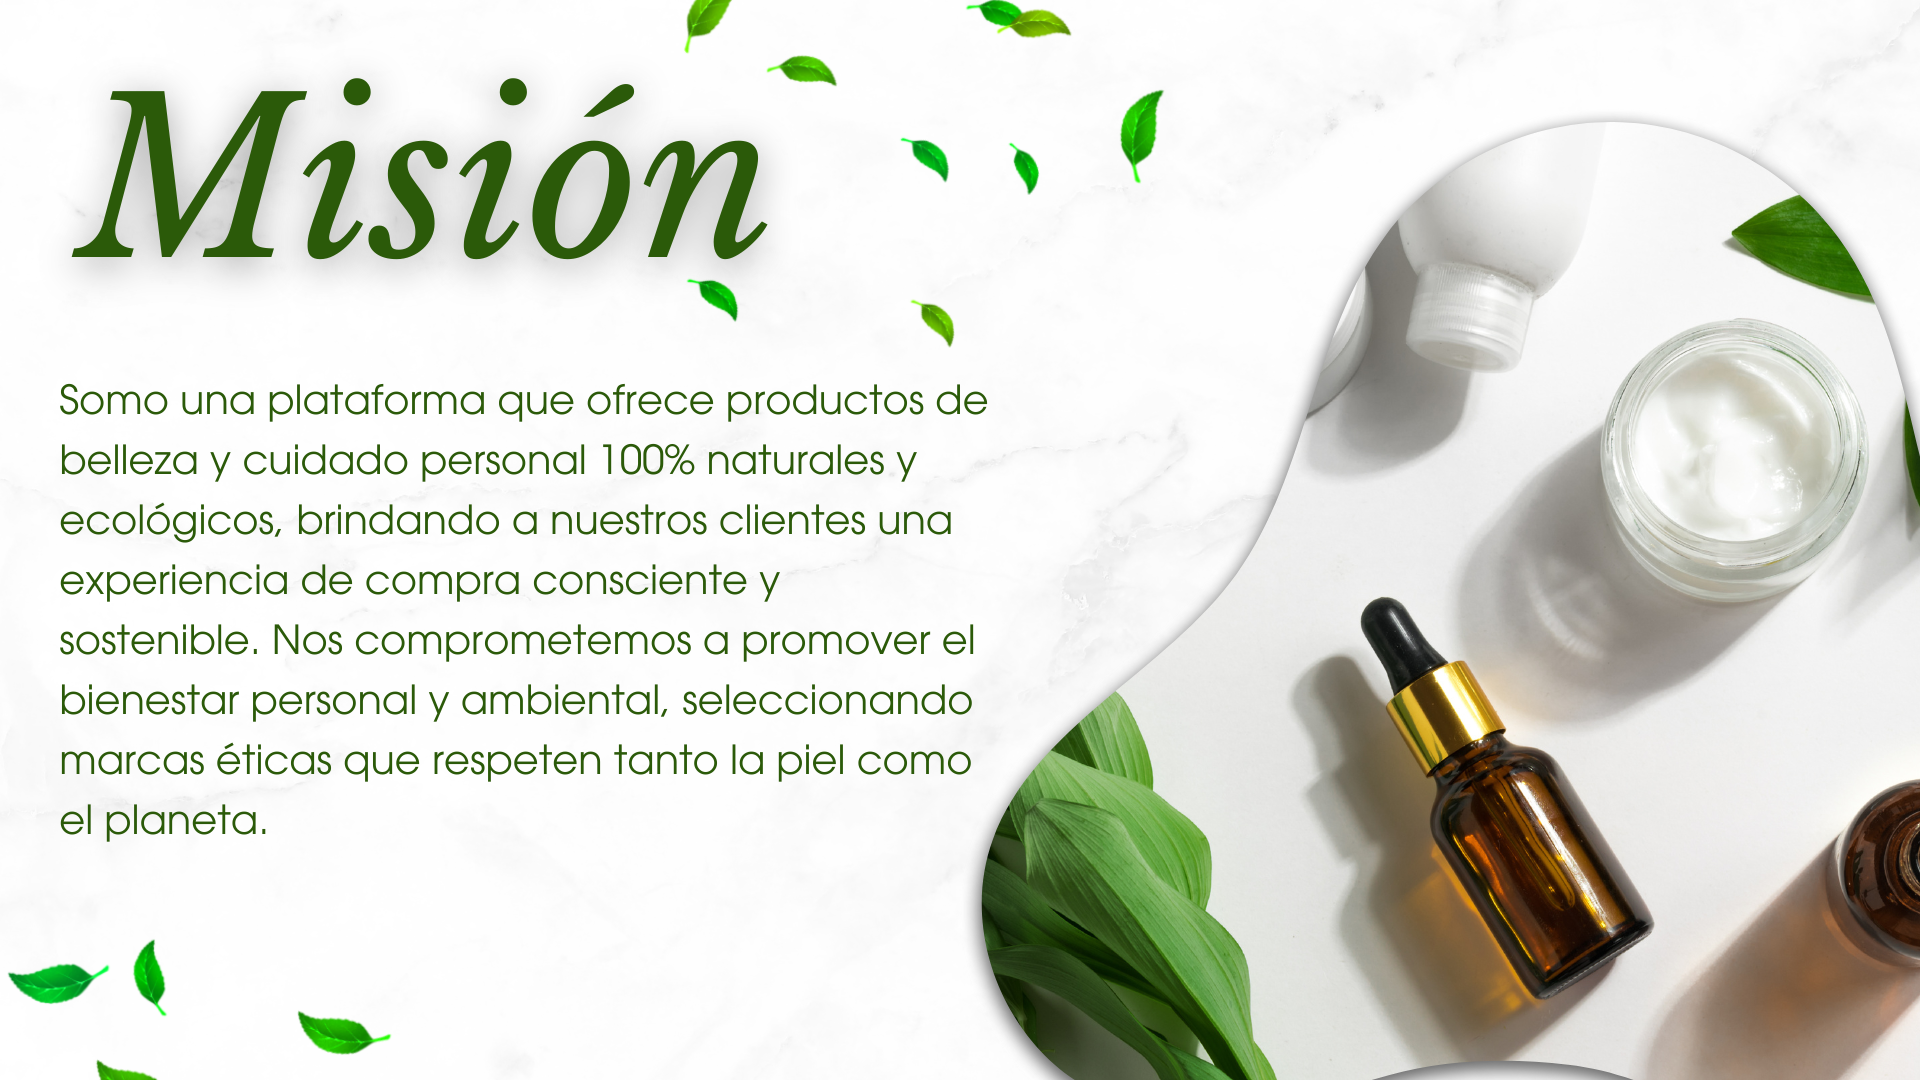 Misión
Somo una plataforma que ofrece productos de
belleza y cuidado personal 100% naturales y
ecológicos, brindando a nuestros clientes una
experiencia de compra consciente y
sostenible. Nos comprometemos a promover el
bienestar personal y ambiental, seleccionando
marcas éticas que respeten tanto la piel como
el planeta.